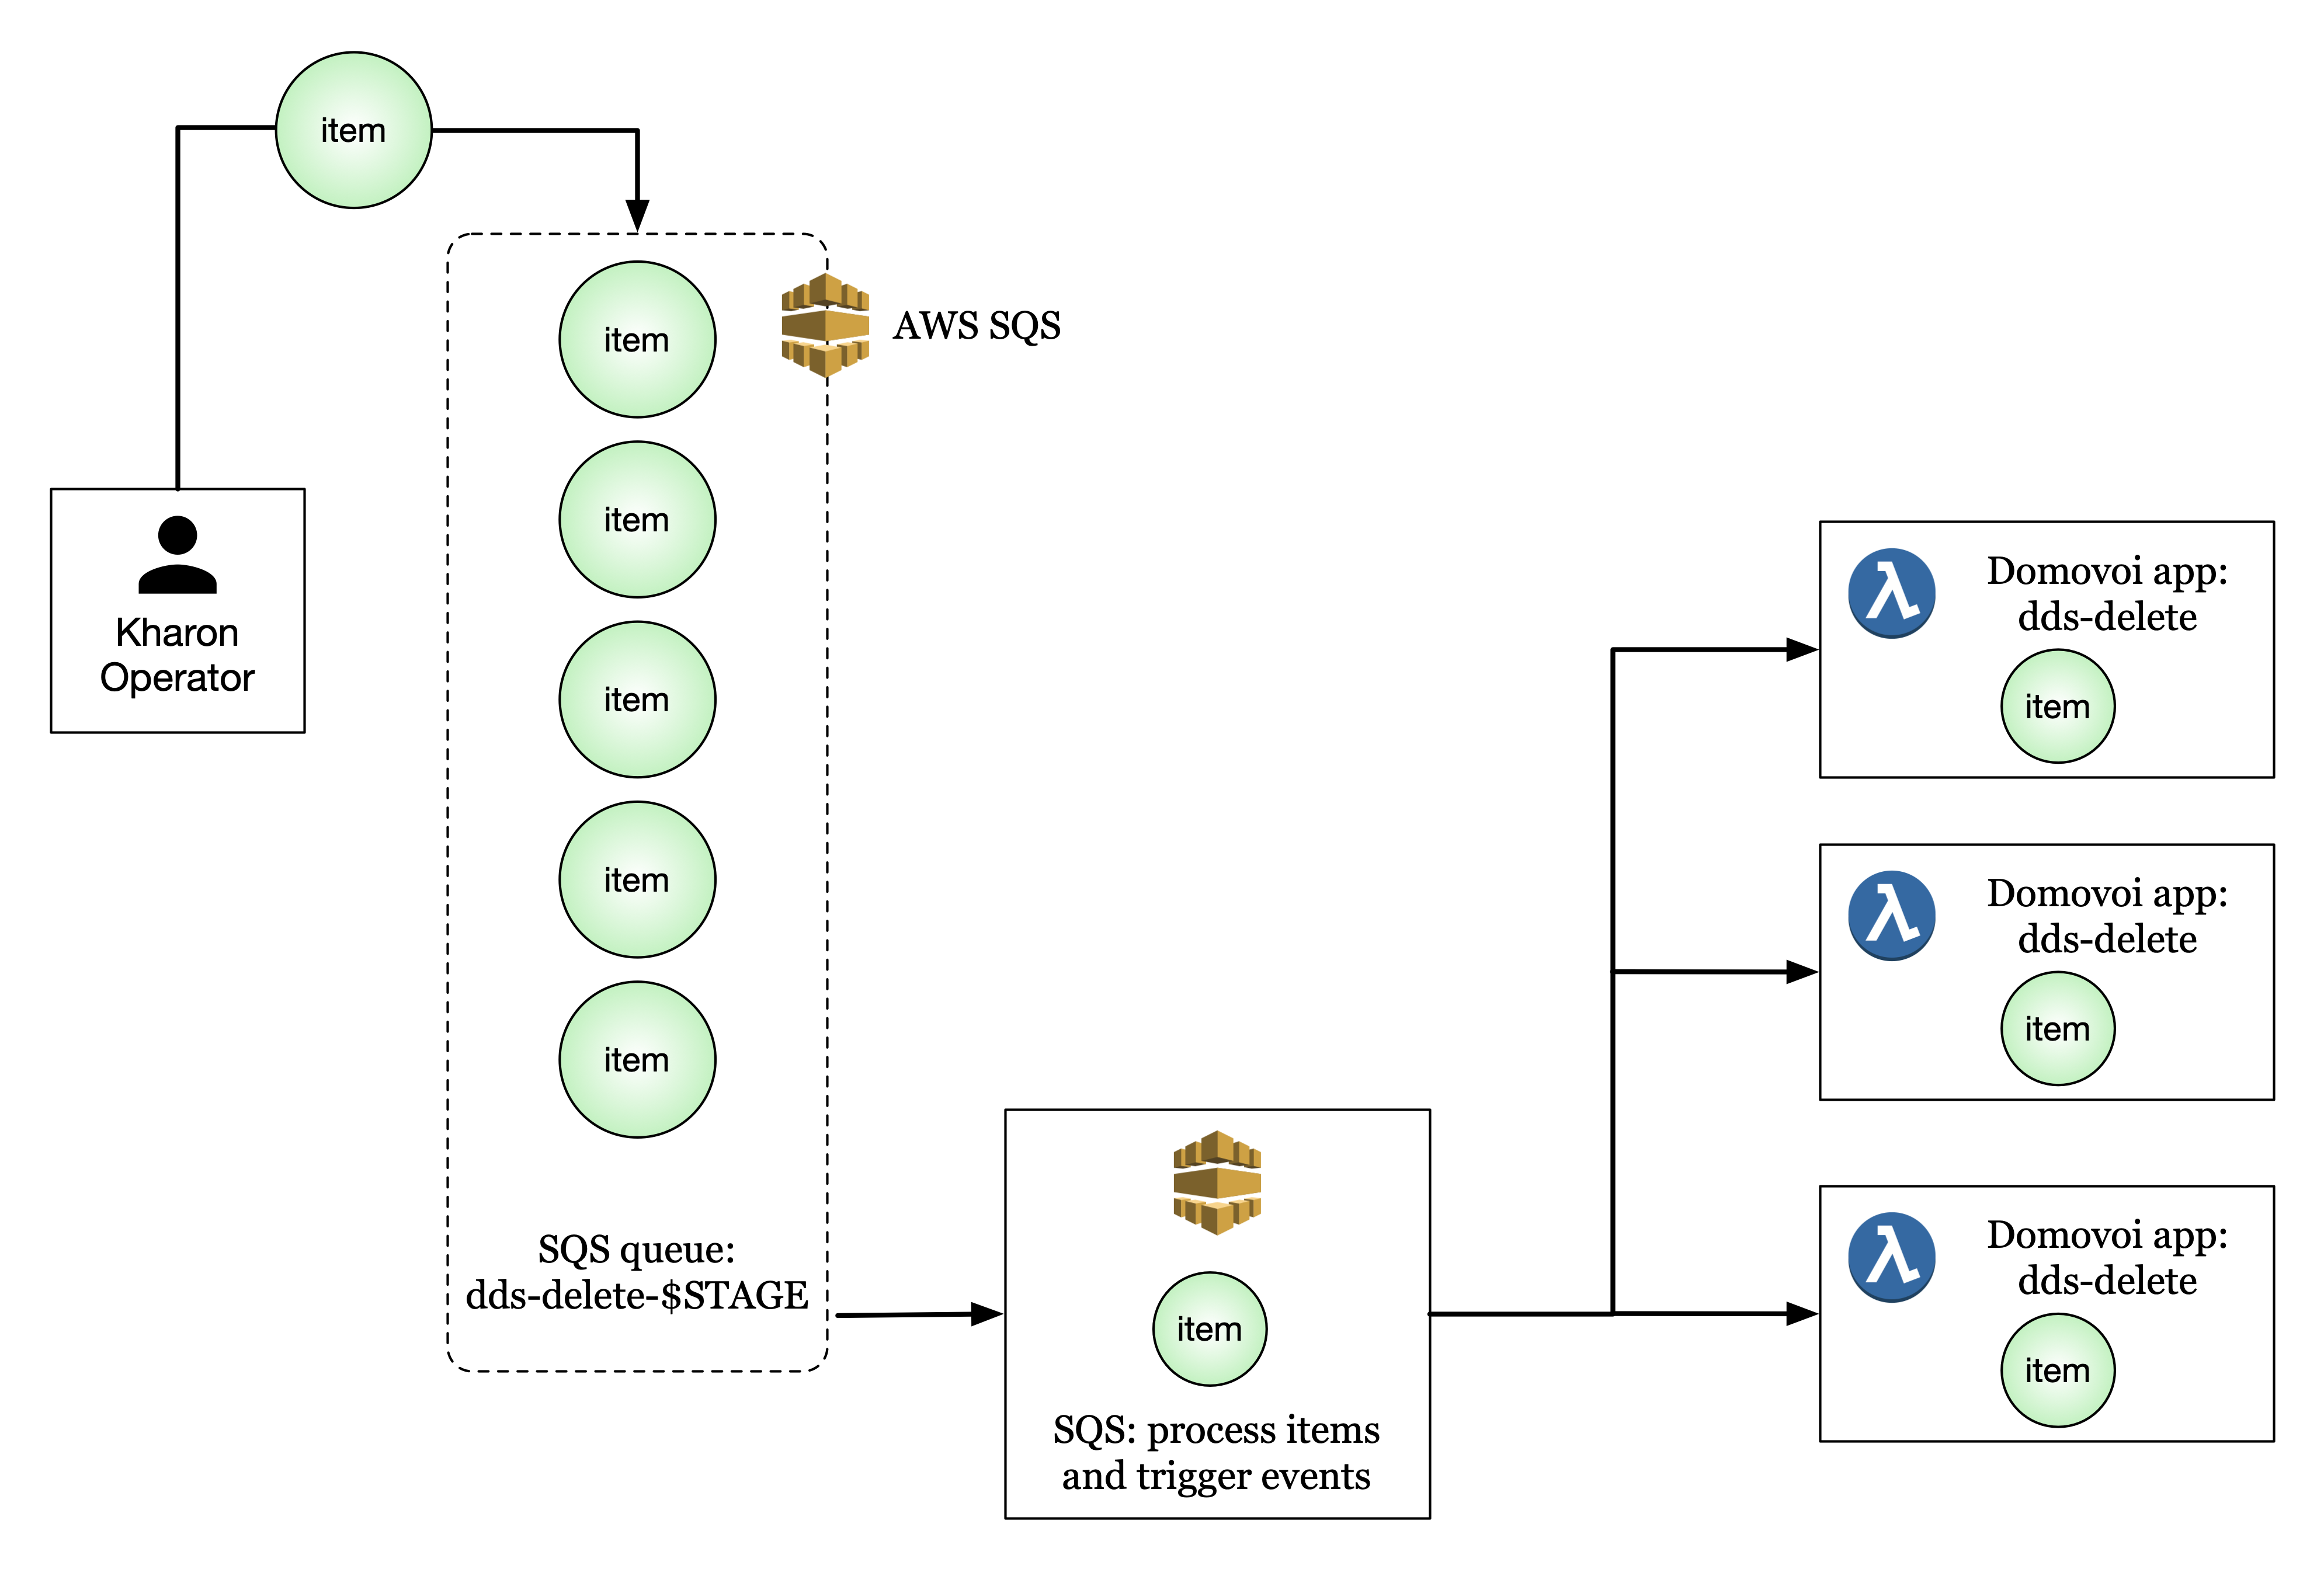 item
item
AWS SQS
item
item
item
item
Kharon
Operator
SQS queue:
dds-delete-$STAGE
item
SQS: process items
and trigger events
Domovoi app:
dds-delete
item
Domovoi app:
dds-delete
item
Domovoi app:
dds-delete
item